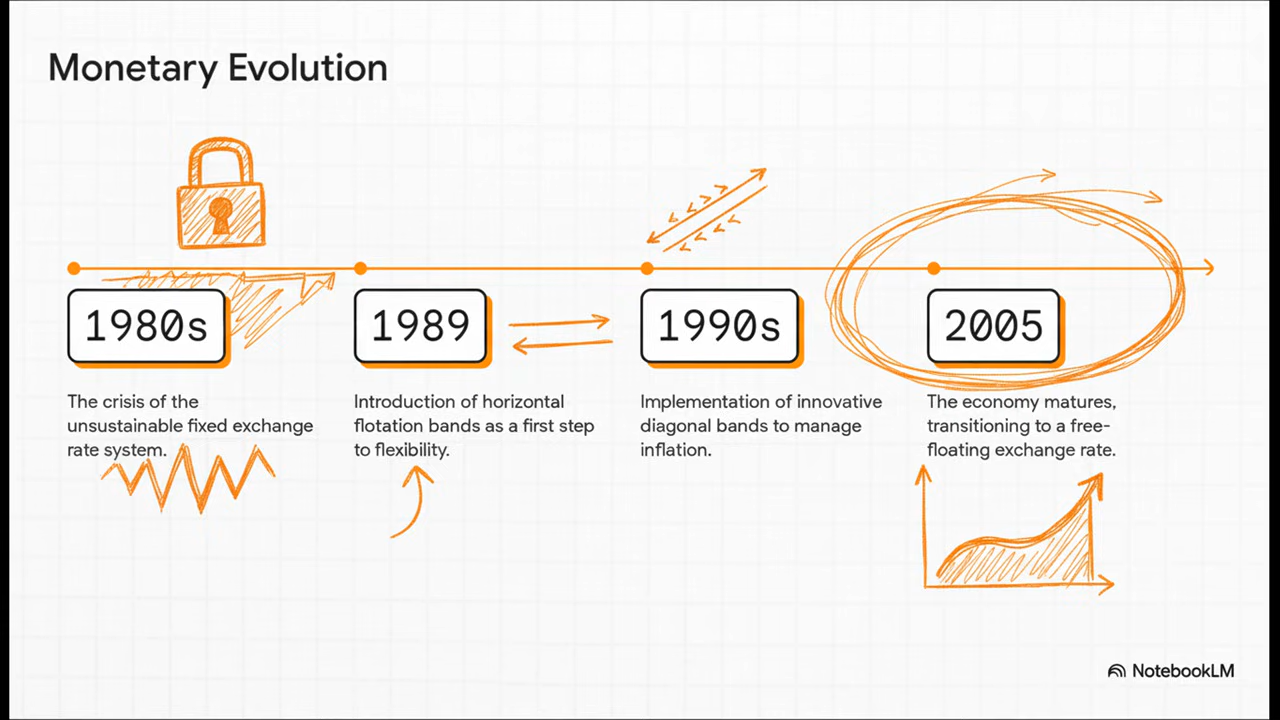 Monetary Evolution
1980s
The crisis of the
unsustainable fixed exchange
rate system.
1989
Introduction of horizontal
flotation bands as a first step
to flexibility.
1990s
Implementation of innovative
diagonal bands to manage
inflation.
2005
The economy matures,
transitioning to a free-
floating exchange rate.
NotebookLM